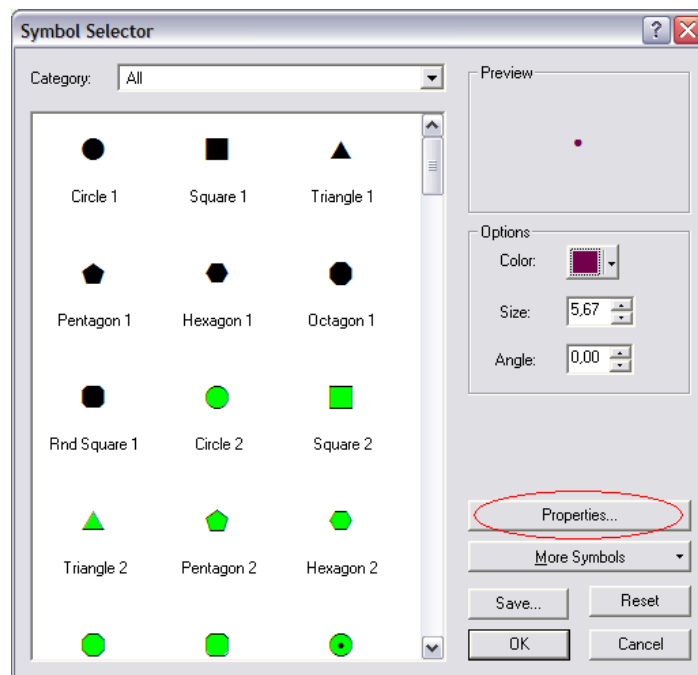 Symbol Selector
Category: All
Circle 1 Square 1 Triangle 1
Pentagon 1 Hexagon 1 Octagon 1
Rnd Square 1 Circle 2 Square 2
Triangle 2 Pentagon 2 Hexagon 2
Preview
Options
Color:
Size: 5,67
Angle: 0,00
Properties...
More Symbols
Save... Reset
OK Cancel